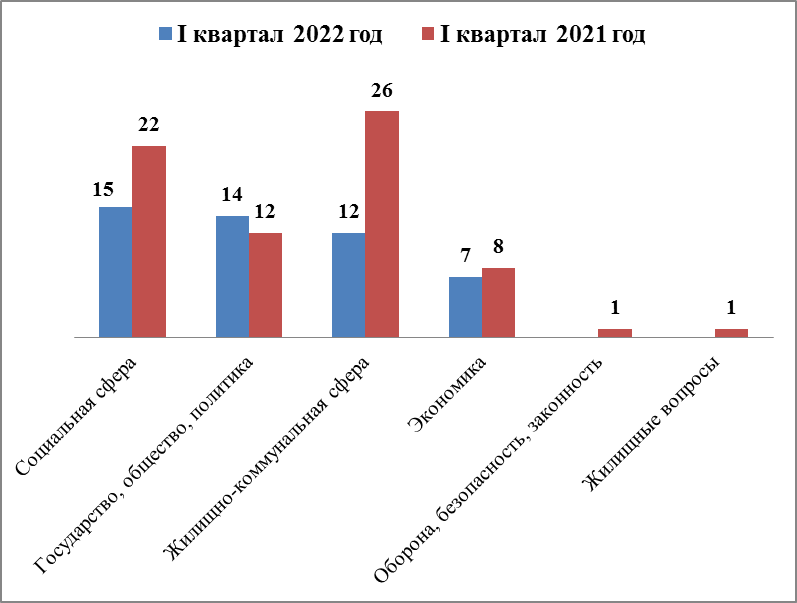 I квартал 2022 год I квартал 2021 год
15
22
14
12
12
26
7
8
1
1
Социальная сфера
Государство, общество, политика
Жилищно-коммунальная сфера
Экономика
Оборона, безопасность, законность
Жилищные вопросы